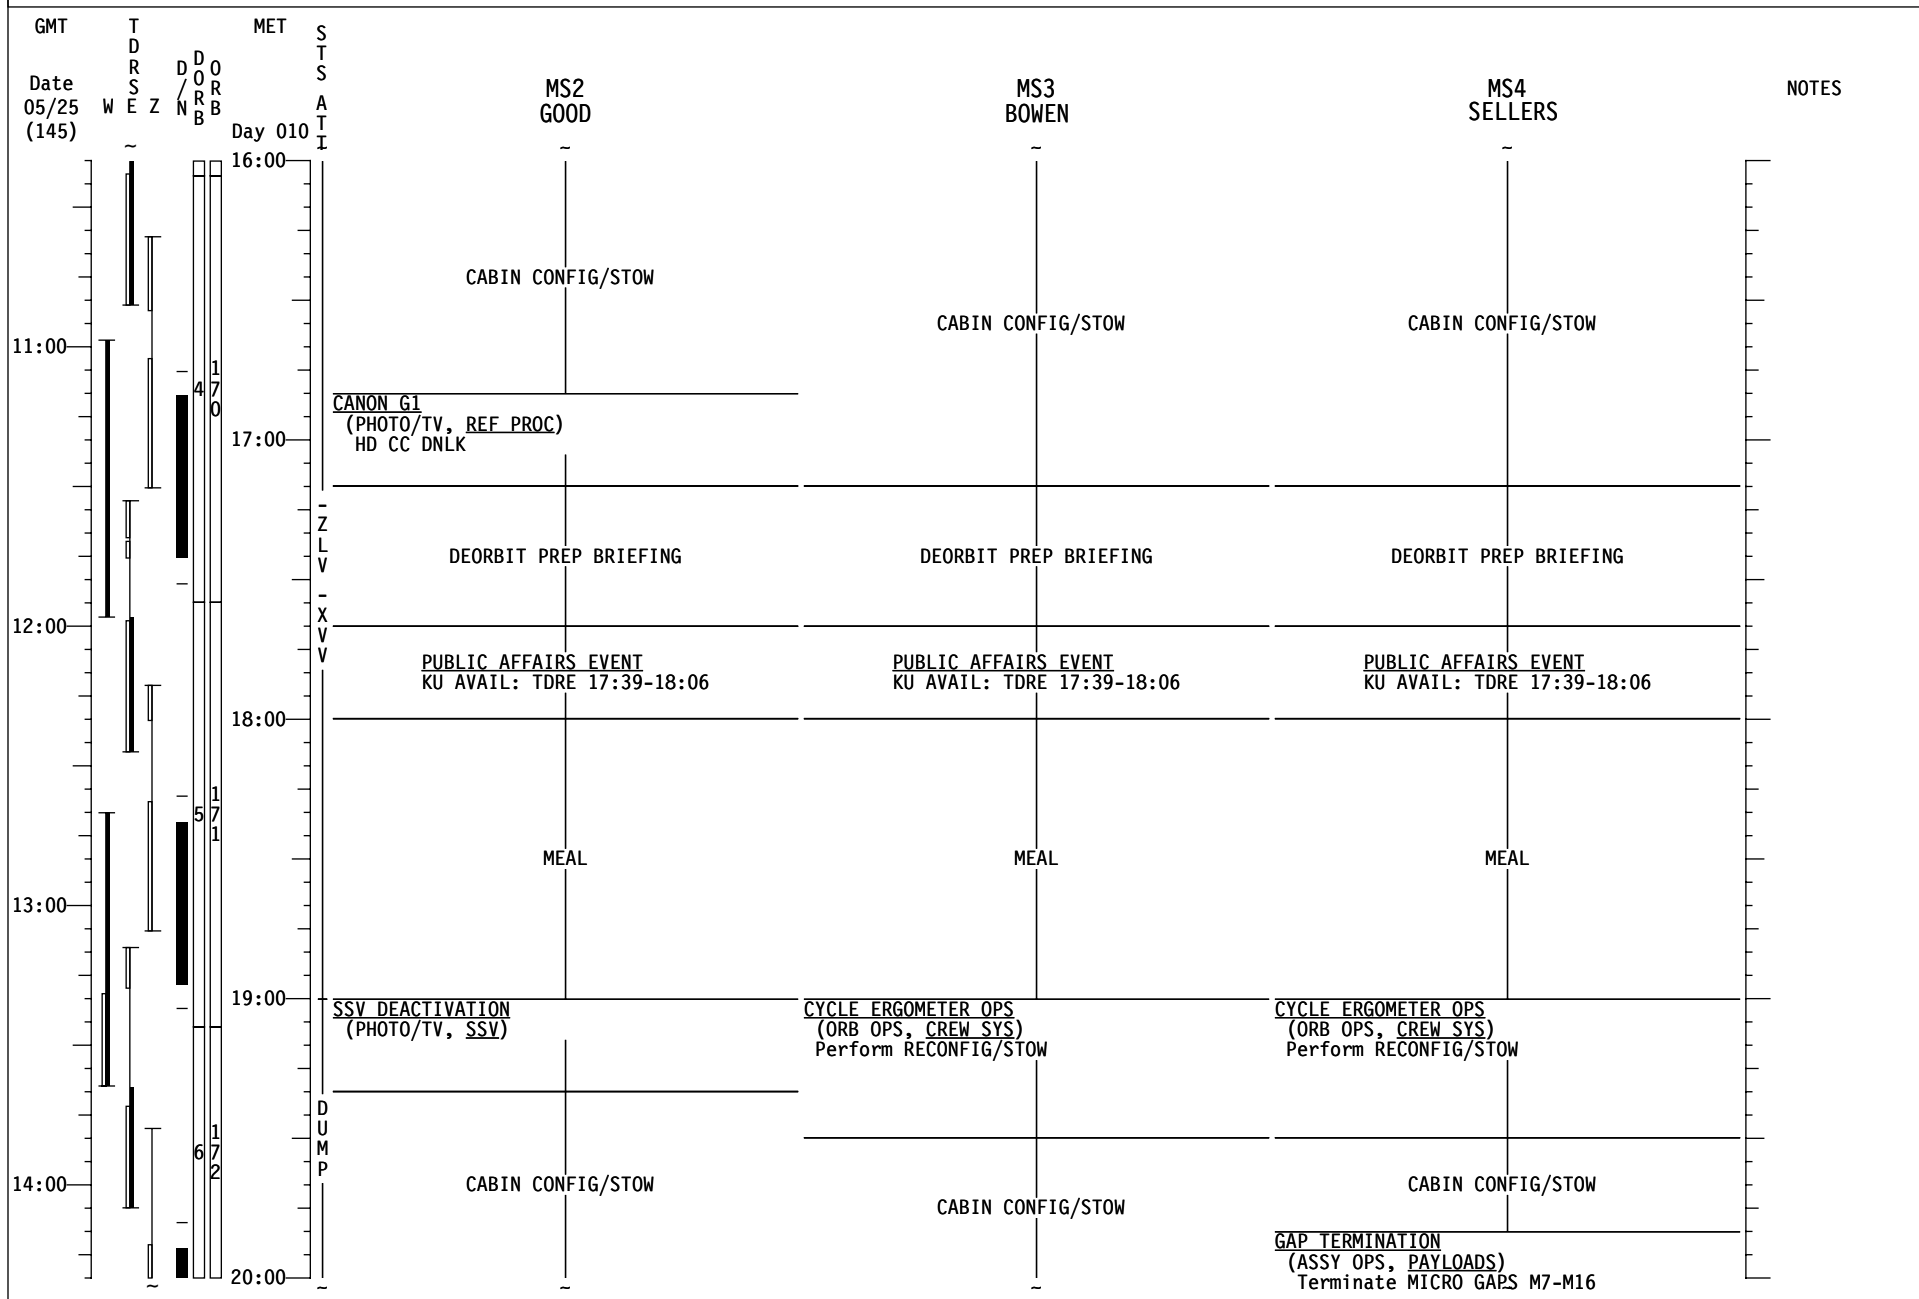 GMT
TDRSE
MET
STS ATT
Date
05/25
(145)
W E Z
D/N
DORB
ORB
Day 010
MS2
GOOD
MS3
BOWEN
MS4
SELLERS
NOTES
~ ~ ~ ~
16:00
CABIN CONFIG/STOW
CABIN CONFIG/STOW
CABIN CONFIG/STOW
11:00
4
170
CANON G1
(PHOTO/TV, REF PROC)
HD CC DNLK
17:00
-ZLV -XVV
DEORBIT PREP BRIEFING
DEORBIT PREP BRIEFING
DEORBIT PREP BRIEFING
12:00
PUBLIC AFFAIRS EVENT
KU AVAIL: TDRE 17:39-18:06
PUBLIC AFFAIRS EVENT
KU AVAIL: TDRE 17:39-18:06
PUBLIC AFFAIRS EVENT
KU AVAIL: TDRE 17:39-18:06
18:00
5
171
MEAL
MEAL
MEAL
13:00
19:00
SSV DEACTIVATION
(PHOTO/TV, SSV)
CYCLE ERGOMETER OPS
(ORB OPS, CREW SYS)
Perform RECONFIG/STOW
CYCLE ERGOMETER OPS
(ORB OPS, CREW SYS)
Perform RECONFIG/STOW
6
172
DUMP
14:00
CABIN CONFIG/STOW
CABIN CONFIG/STOW
CABIN CONFIG/STOW
GAP TERMINATION
(ASSY OPS, PAYLOADS)
Terminate MICRO GAPS M7-M16
20:00
~ ~ ~ ~ ~